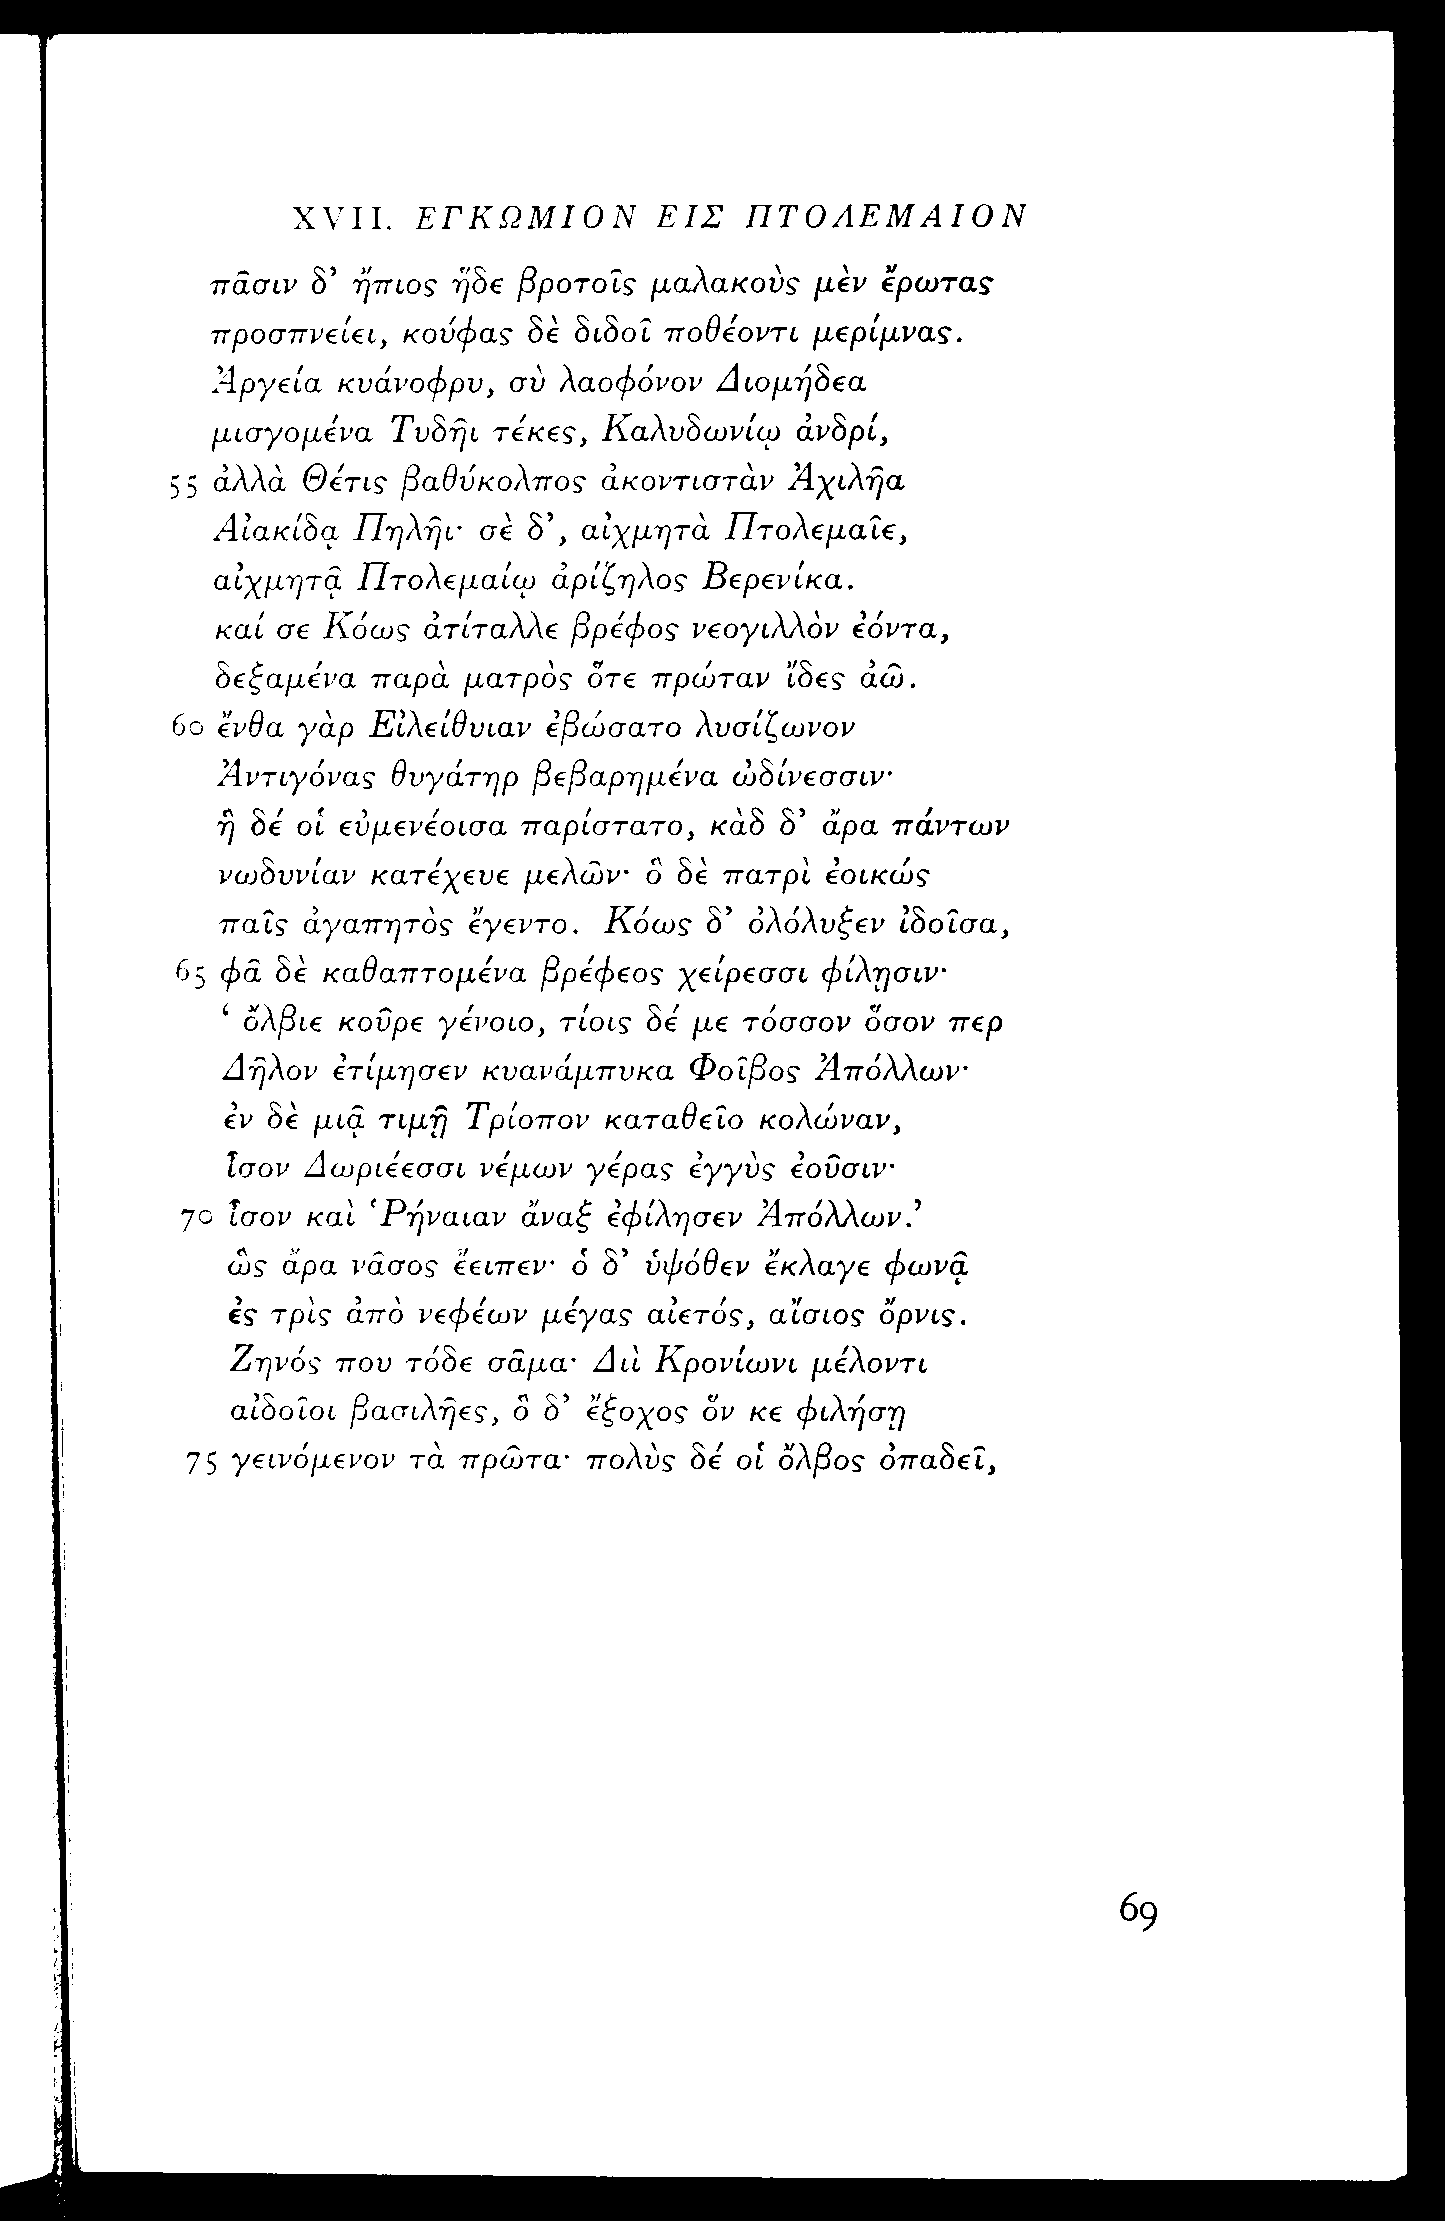 XVII. ΕΓΚΩΜΙΟΝ ΕΙΣ ΠΤΟΛΕΜΑΙΟΝ
πᾶσιν δ’ ἤπιος ἥδε βροτοῖς μαλακοὺς μὲν ἔρωτας
προσπνείει, κούφας δὲ διδοῖ ποθέοντι μερίμνας.
Ἀργεία κυάνοφρυ, σὺ λαοφόνον Διομήδεα
μισγομένα Τυδῆι τέκες, Καλυδωνίῳ ἀνδρί,
55 ἀλλὰ Θέτις βαθύκολπος ἀκοντιστὰν Ἀχιλῆα
Αἰακίδᾳ Πηλῆι· σὲ δ’, αἰχμητὰ Πτολεμαῖε,
αἰχμητᾷ Πτολεμαίῳ ἀρίζηλος Βερενίκα.
καί σε Κόως ἀτίταλλε βρέφος νεογιλλὸν ἐόντα,
δεξαμένα παρὰ ματρὸς ὅτε πρώταν ἴδες ἀῶ.
60 ἔνθα γὰρ Εἰλείθυιαν ἐβώσατο λυσίζωνον
Ἀντιγόνας θυγάτηρ βεβαρημένα ὠδίνεσσιν·
ἣ δέ οἱ εὐμενέοισα παρίστατο, κὰδ δ’ ἄρα πάντων
νωδυνίαν κατέχευε μελῶν· ὃ δὲ πατρὶ ἐοικώς
παῖς ἀγαπητὸς ἔγεντο. Κόως δ’ ὀλόλυξεν ἰδοῖσα,
65 φᾶ δὲ καθαπτομένα βρέφεος χείρεσσι φίλῃσιν·
‘ ὄλβιε κοῦρε γένοιο, τίοις δέ με τόσσον ὅσον περ
Δῆλον ἐτίμησεν κυανάμπυκα Φοῖβος Ἀπόλλων·
ἐν δὲ μιᾷ τιμῇ Τρίοπον καταθεῖο κολώναν,
ἶσον Δωριέεσσι νέμων γέρας ἐγγὺς ἐοῦσιν·
70 ἶσον καὶ Ῥήναιαν ἄναξ ἐφίλησεν Ἀπόλλων.’
ὣς ἄρα νᾶσος ἔειπεν· ὁ δ’ ὑψόθεν ἔκλαγε φωνᾷ
ἐς τρὶς ἀπὸ νεφέων μέγας αἰετός, αἴσιος ὄρνις.
Ζηνός που τόδε σᾶμα· Διὶ Κρονίωνι μέλοντι
αἰδοῖοι βασιλῆες, ὃ δ’ ἔξοχος ὅν κε φιλήσῃ
75 γεινόμενον τὰ πρῶτα· πολὺς δέ οἱ ὄλβος ὀπαδεῖ,
69